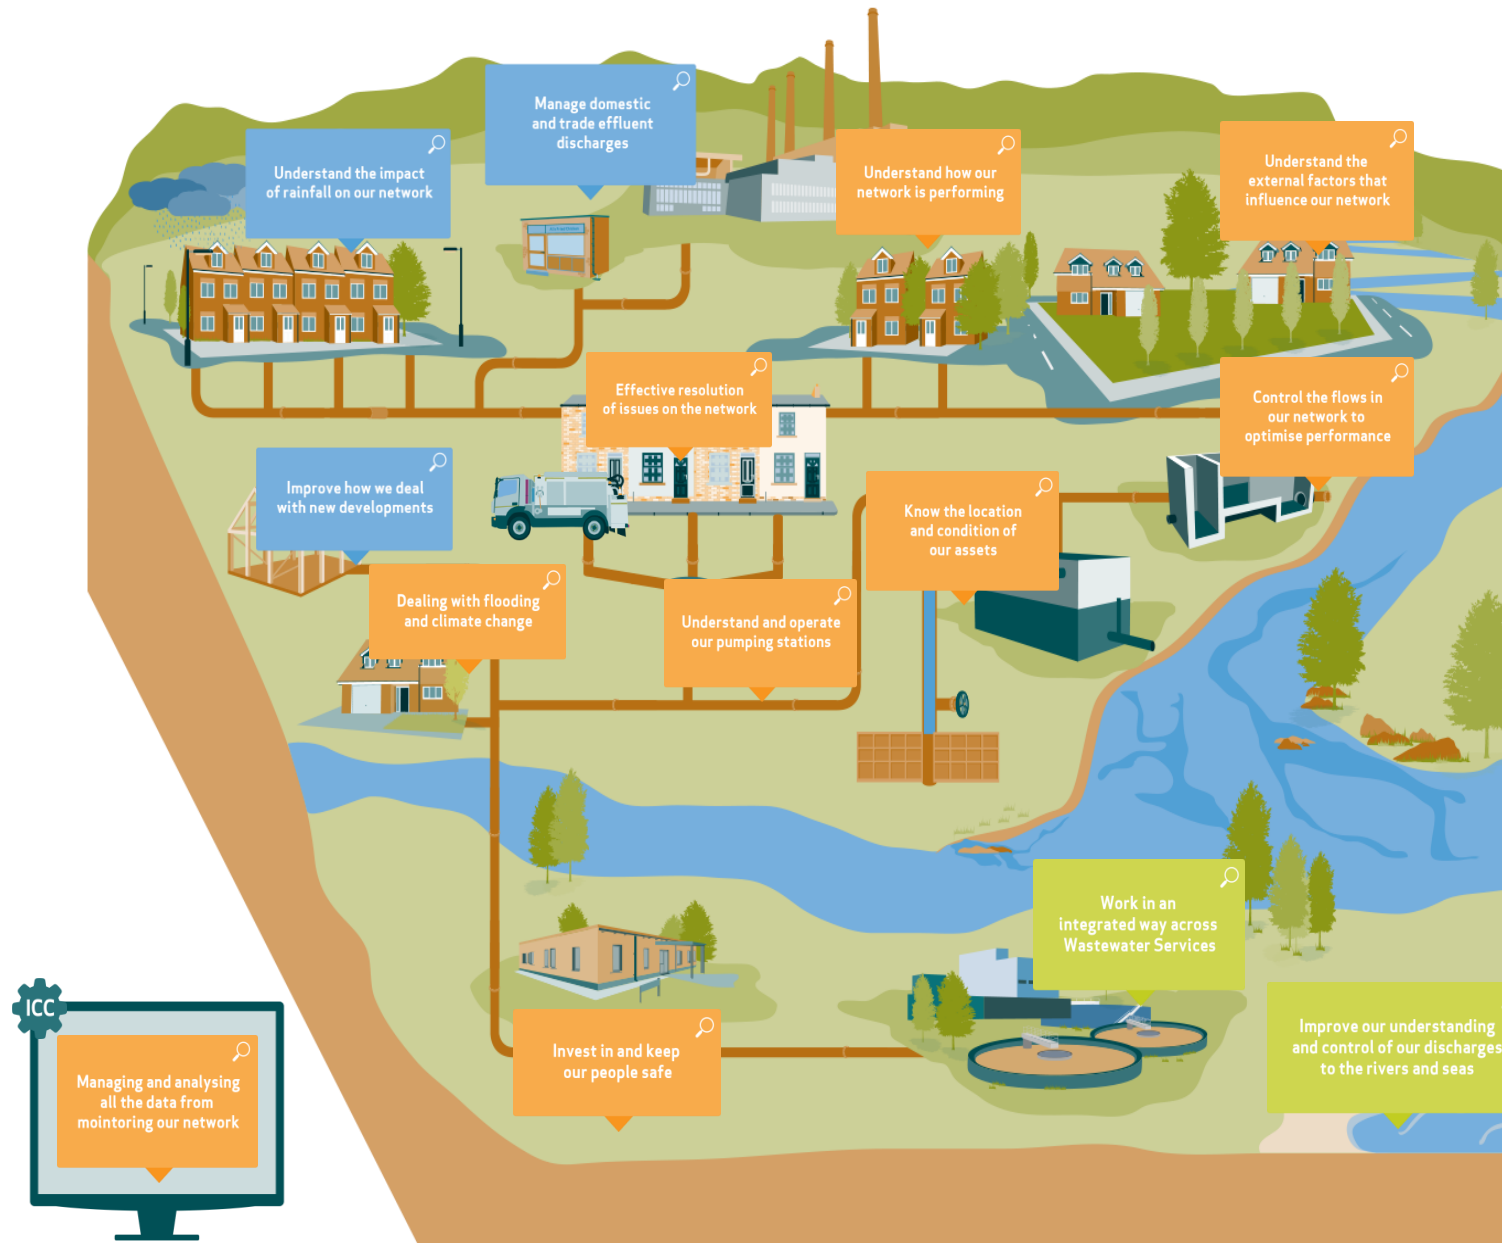 Manage domestic
and trade effluent
discharges
Understand the impact
of rainfall on our network
Understand how our
network is performing
Understand the
external factors that
influence our network
Effective resolution
of issues on the network
Control the flows in
our network to
optimise performance
Improve how we deal
with new developments
Know the location
and condition of
our assets
Dealing with flooding
and climate change
Understand and operate
our pumping stations
Work in an
integrated way across
Wastewater Services
Improve our understanding
and control of our discharges
to the rivers and seas
Invest in and keep
our people safe
ICC
Managing and analysing
all the data from
mointoring our network